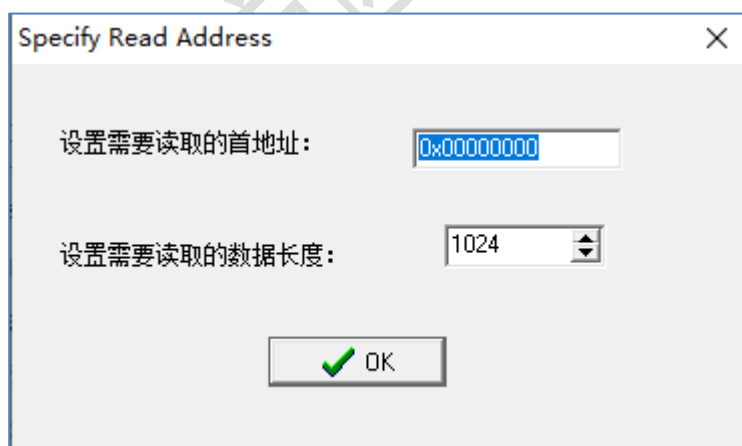 Specify Read Address
设置需要读取的首地址：
0x00000000
设置需要读取的数据长度：
1024
OK